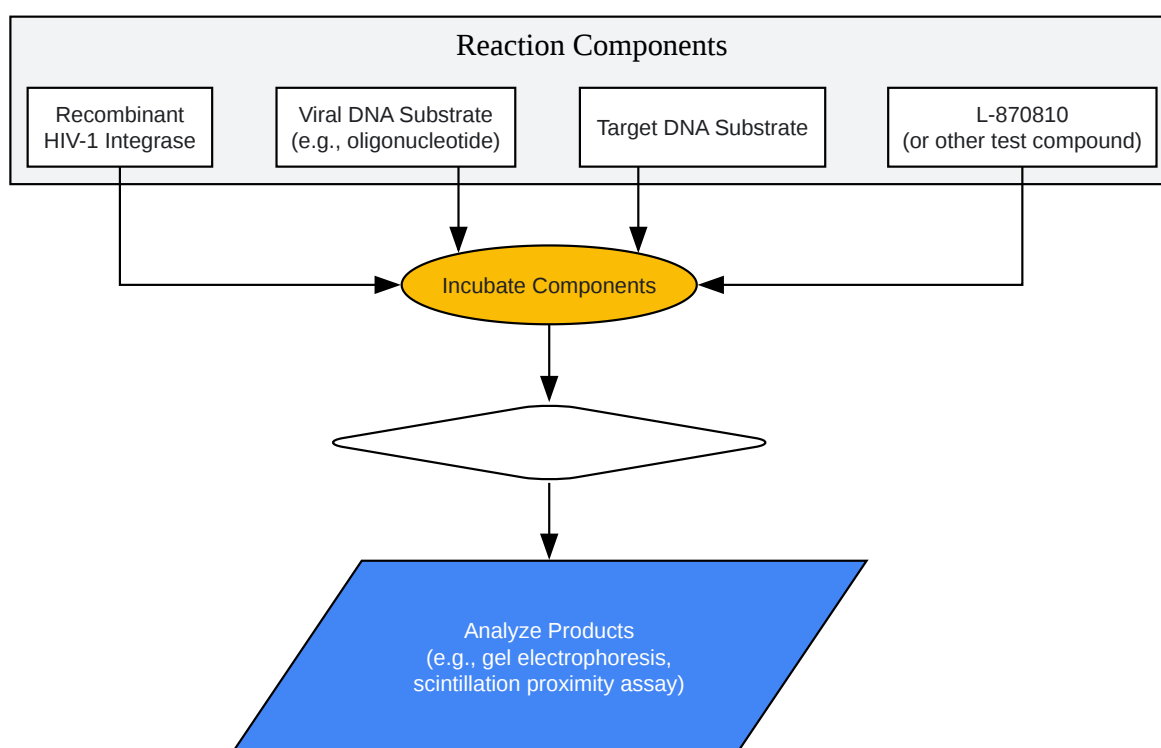 Reaction Components
Recombinant
HIV-1 Integrase
Viral DNA Substrate
(e.g., oligonucleotide)
Target DNA Substrate
L-870810
(or other test compound)
Incubate Components
Analyze Products
(e.g., gel electrophoresis,
scintillation proximity assay)